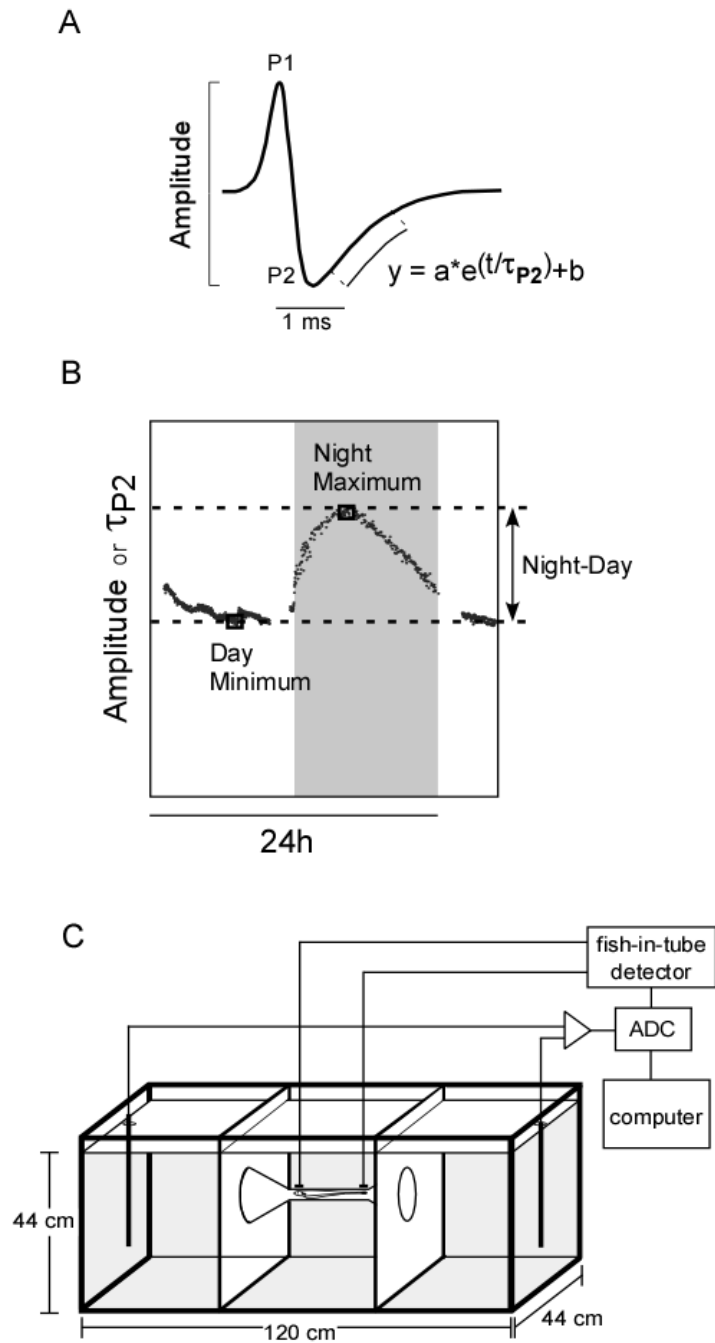 A
P1
Amplitude
P2
y = a*e(t/τP2)+b
1 ms
B
Amplitude or τP2
Night
Maximum
Night-Day
Day
Minimum
24h
C
fish-in-tube
detector
ADC
computer
44 cm
120 cm
44 cm